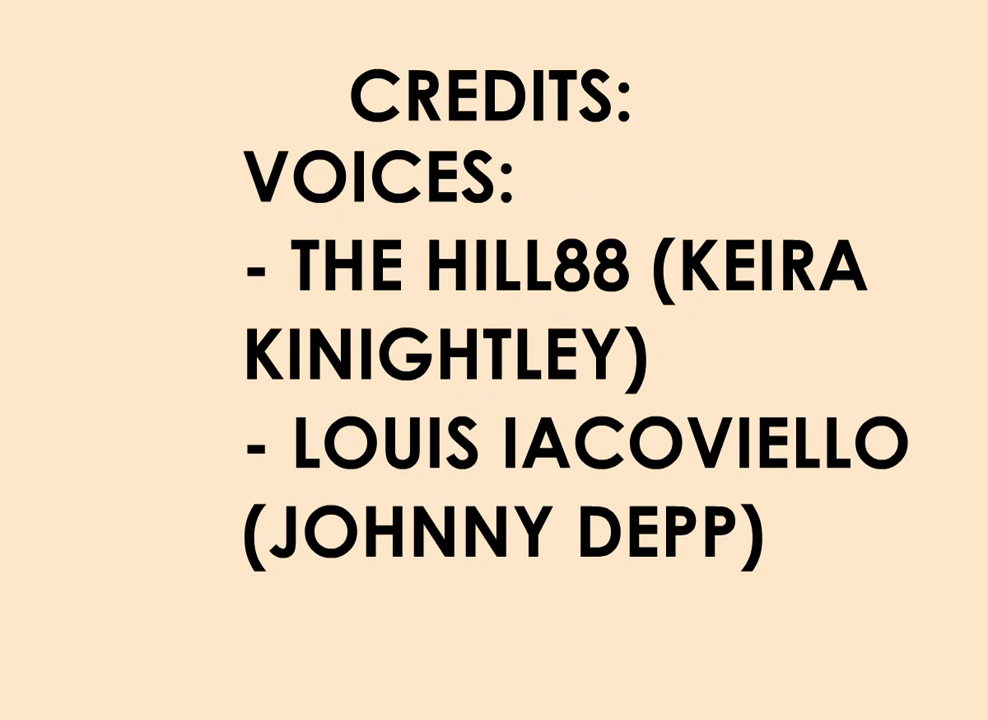 CREDITS:
VOICES:
- THE HILL88 (KEIRA
KINIGHTLEY)
- LOUIS IACOVIELLO
(JOHNNY DEPP)